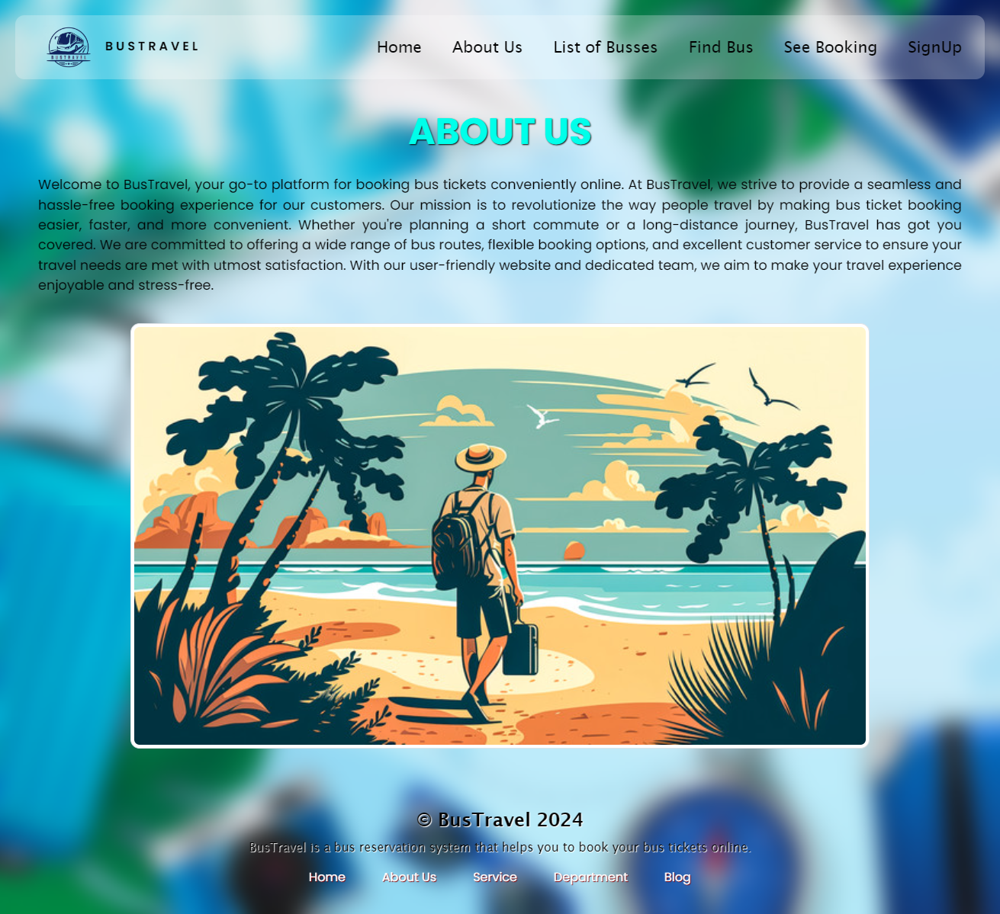 BUSTRAVEL
BUSTRAVEL
Home
About Us
List of Busses
Find Bus
See Booking
SignUp
ABOUT US
Welcome to BusTravel, your go-to platform for booking bus tickets conveniently online. At BusTravel, we strive to provide a seamless and
hassle-free booking experience for our customers. Our mission is to revolutionize the way people travel by making bus ticket booking
easier, faster, and more convenient. Whether you're planning a short commute or a long-distance journey, BusTravel has got you
covered. We are committed to offering a wide range of bus routes, flexible booking options, and excellent customer service to ensure your
travel needs are met with utmost satisfaction. With our user-friendly website and dedicated team, we aim to make your travel experience
enjoyable and stress-free.
© BusTravel 2024
BusTravel is a bus reservation system that helps you to book your bus tickets online.
Home
About Us
Service
Department
Blog